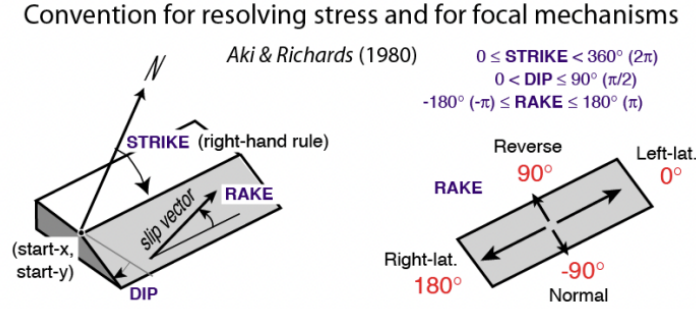 Convention for resolving stress and for focal mechanisms
Aki & Richards (1980)
0 ≤ STRIKE < 360° (2π)
0 < DIP ≤ 90° (π/2)
-180° (-π) ≤ RAKE ≤ 180° (π)
N
STRIKE (right-hand rule)
slip vector
RAKE
(start-x,
start-y)
DIP
RAKE
Reverse
90°
Left-lat.
0°
Right-lat.
180°
-90°
Normal